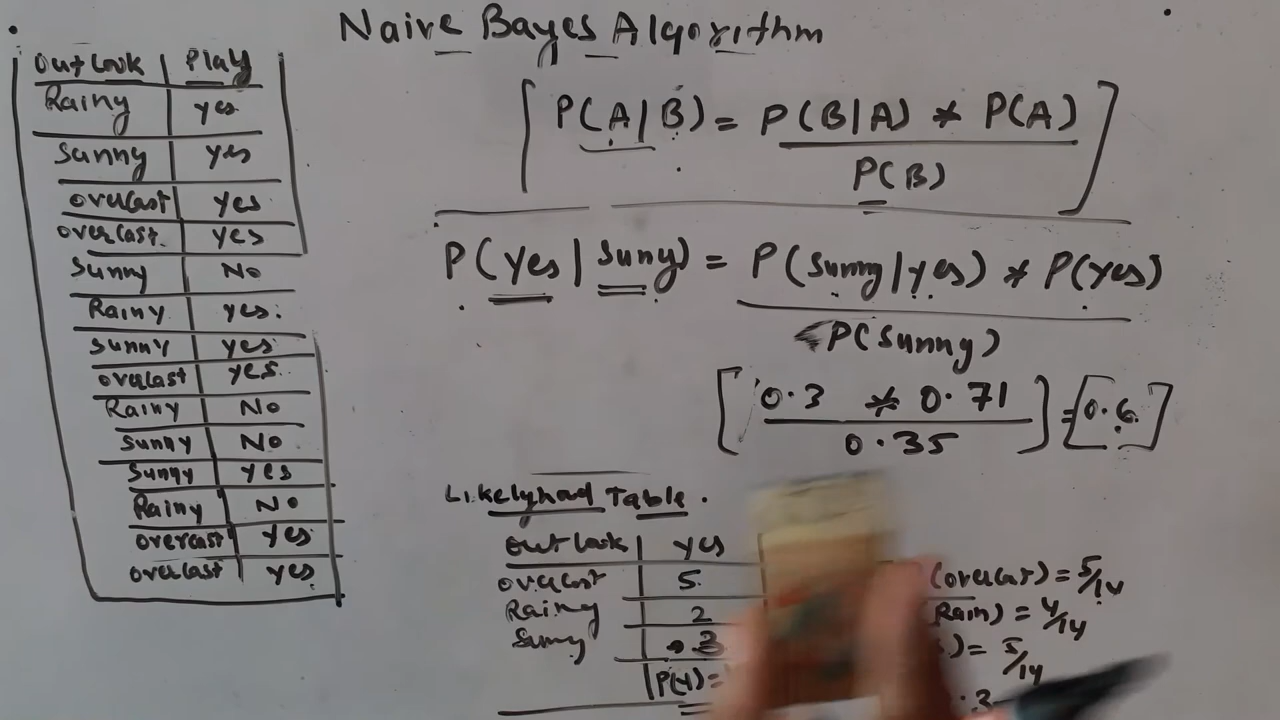 Naive Bayes Algorithm
OutLook Play
Rainy yes
Sunny yes
overcast Yes
overcast. Yes
Sunny No
Rainy yes:
sunny yes
overcast Yes.
Rainy No
Sunny No
Sunny yes
Rainy No
overcast Yes
overcast yes
P(A|B) = P(B|A) * P(A)
P(B)
P(Yes|Suny) = P(Sunny|yes) * P(Yes)
P(Sunny)
[0.3 * 0.71] = [0.6]
0.35
Likelyhood Table.
OutLook yes
overcast 5 (overcast) = 5/14
Rainy 2 Rain) = 4/14
Sunny 3 ) = 5/14
P(Y)=
.3